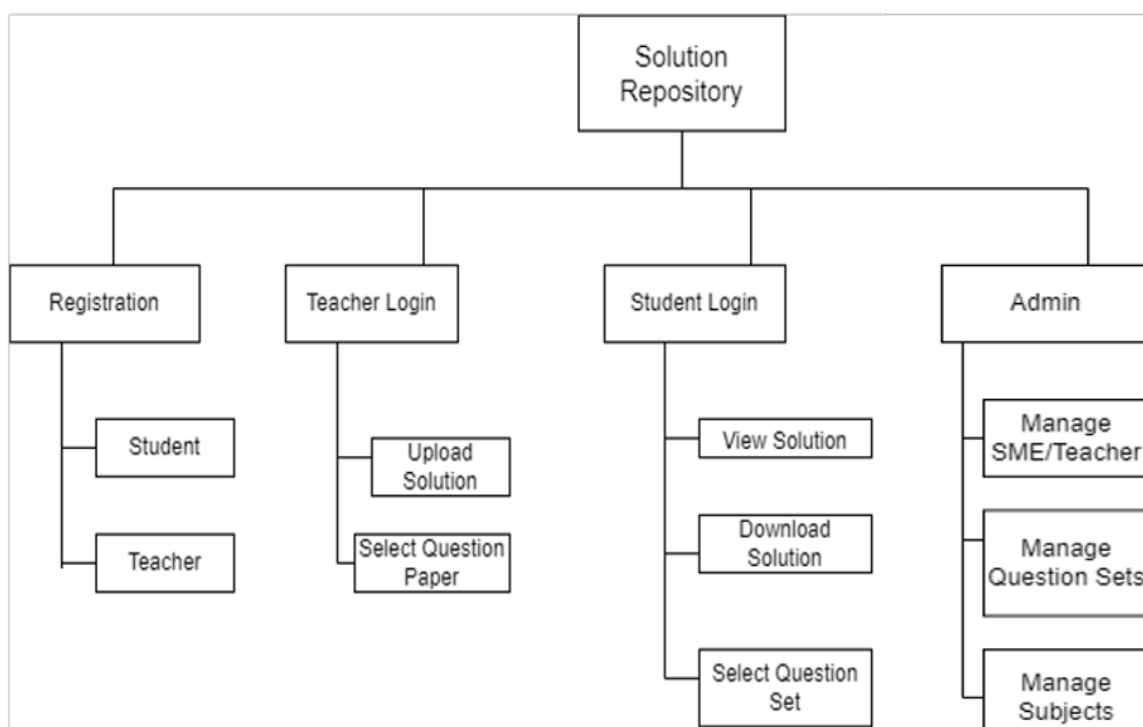 Solution
Repository
Registration
Teacher Login
Student Login
Admin
Student
Teacher
Upload
Solution
Select Question
Paper
View Solution
Download
Solution
Select Question
Set
Manage
SME/Teacher
Manage
Question Sets
Manage
Subjects